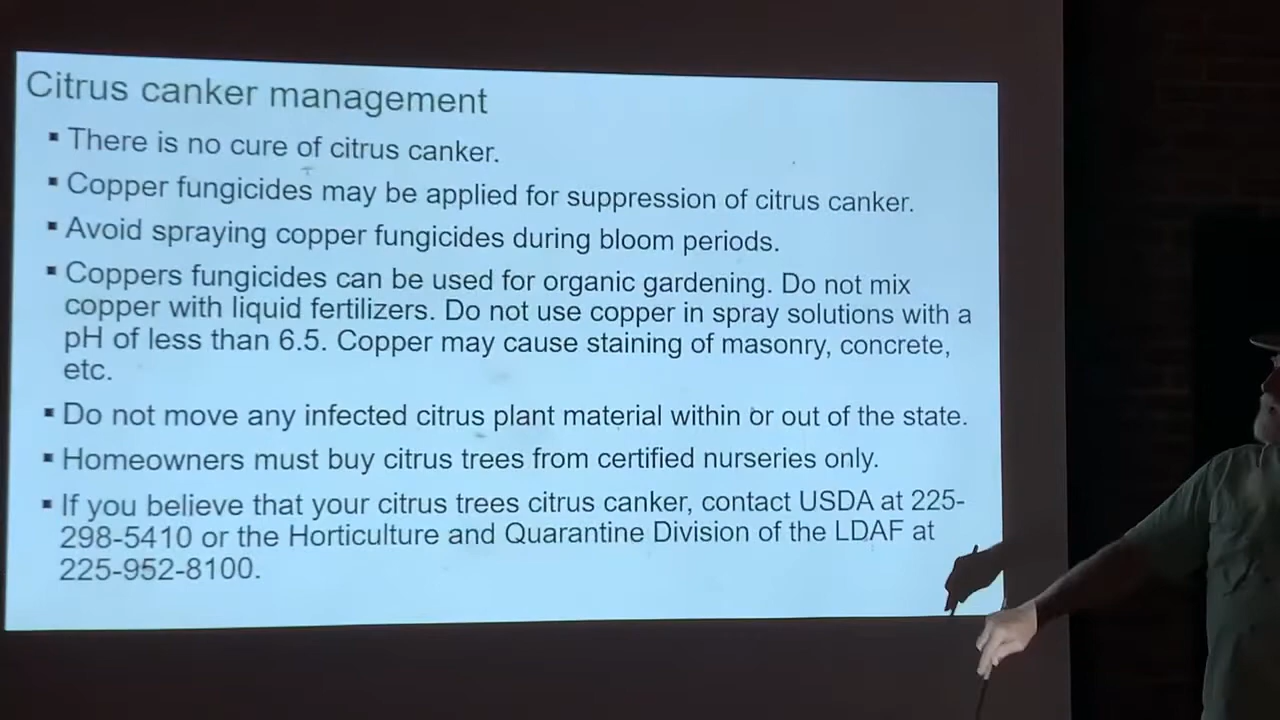 Citrus canker management
▪ There is no cure of citrus canker.
▪ Copper fungicides may be applied for suppression of citrus canker.
▪ Avoid spraying copper fungicides during bloom periods.
▪ Coppers fungicides can be used for organic gardening. Do not mix
copper with liquid fertilizers. Do not use copper in spray solutions with a
pH of less than 6.5. Copper may cause staining of masonry, concrete,
etc.
▪ Do not move any infected citrus plant material within or out of the state.
▪ Homeowners must buy citrus trees from certified nurseries only.
▪ If you believe that your citrus trees citrus canker, contact USDA at 225-
298-5410 or the Horticulture and Quarantine Division of the LDAF at
225-952-8100.